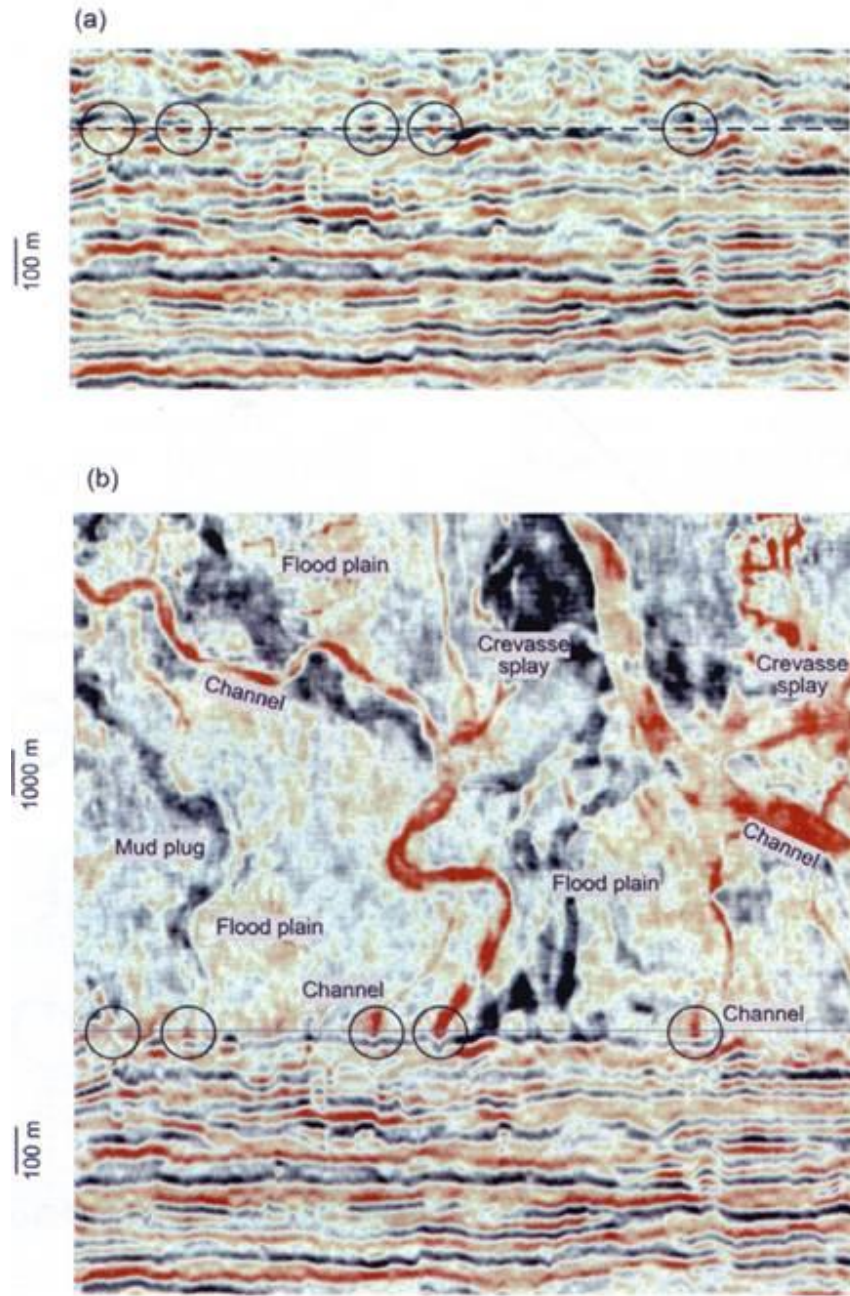 (a)
100 m
(b)
Flood plain
Crevasse
splay
Crevasse
splay
Channel
1000 m
Channel
Mud plug
Flood plain
Flood plain
Channel
Channel
100 m